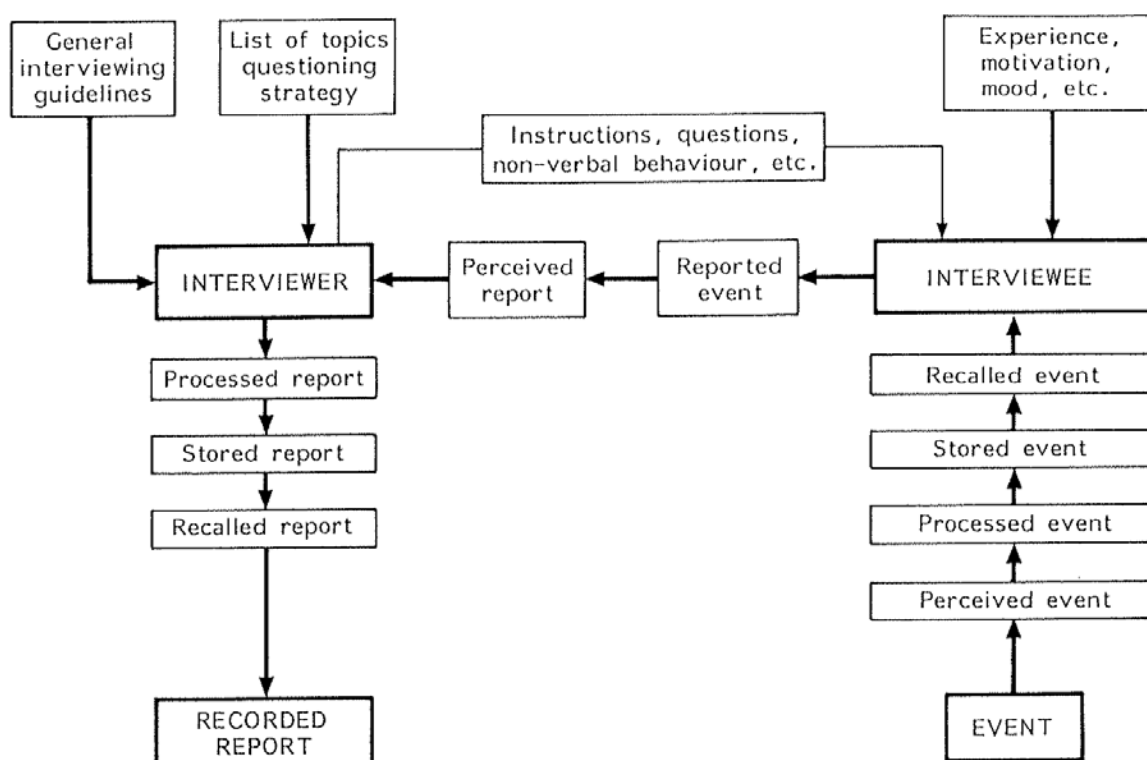 General
interviewing
guidelines
List of topics
questioning
strategy
Experience,
motivation,
mood, etc.
Instructions, questions,
non-verbal behaviour, etc.
INTERVIEWER
Perceived
report
Reported
event
INTERVIEWEE
Processed report
Stored report
Recalled report
RECORDED
REPORT
Recalled event
Stored event
Processed event
Perceived event
EVENT